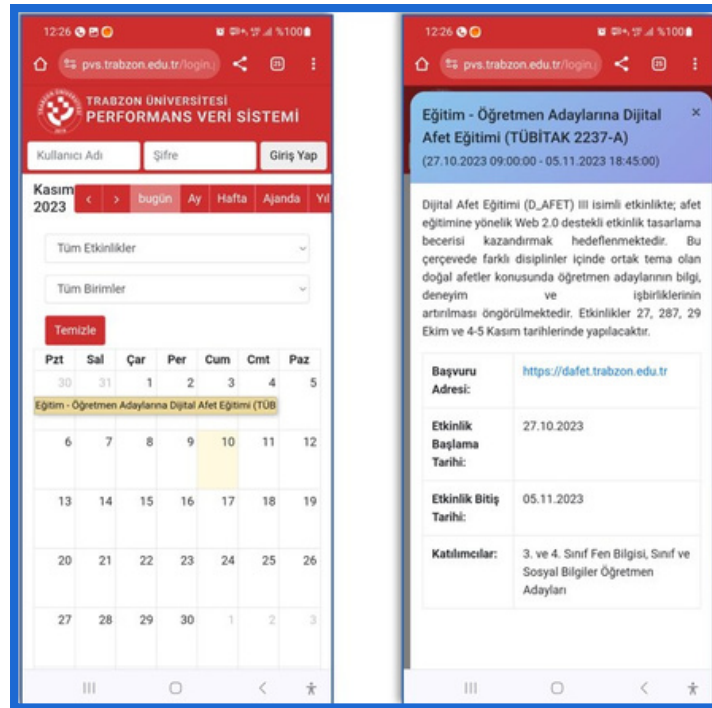 12:26
%100
pvs.trabzon.edu.tr/login.
25
TRABZON ÜNİVERSİTESİ
PERFORMANS VERİ SİSTEMİ
Kullanıcı Adı
Şifre
Giriş Yap
Kasım 2023
bugün
Ay
Hafta
Ajanda
Yıl
Tüm Etkinlikler
Tüm Birimler
Temizle
Pzt Sal Çar Per Cum Cmt Paz
30 31 1 2 3 4 5
Eğitim - Öğretmen Adaylarına Dijital Afet Eğitimi (TÜB
6 7 8 9 10 11 12
13 14 15 16 17 18 19
20 21 22 23 24 25 26
27 28 29 30 1 2 3
12:26
%100
pvs.trabzon.edu.tr/login.
25
Eğitim - Öğretmen Adaylarına Dijital
Afet Eğitimi (TÜBİTAK 2237-A)
(27.10.2023 09:00:00 - 05.11.2023 18:45:00)
Dijital Afet Eğitimi (D_AFET) III isimli etkinlikte; afet
eğitimine yönelik Web 2.0 destekli etkinlik tasarlama
becerisi kazandırmak hedeflenmektedir. Bu
çerçevede farklı disiplinler içinde ortak tema olan
doğal afetler konusunda öğretmen adaylarının bilgi,
deneyim ve işbirliklerinin
artırılması öngörülmektedir. Etkinlikler 27, 287, 29
Ekim ve 4-5 Kasım tarihlerinde yapılacaktır.
Başvuru Adresi:
https://dafet.trabzon.edu.tr
Etkinlik Başlama Tarihi:
27.10.2023
Etkinlik Bitiş Tarihi:
05.11.2023
Katılımcılar:
3. ve 4. Sınıf Fen Bilgisi, Sınıf ve
Sosyal Bilgiler Öğretmen
Adayları